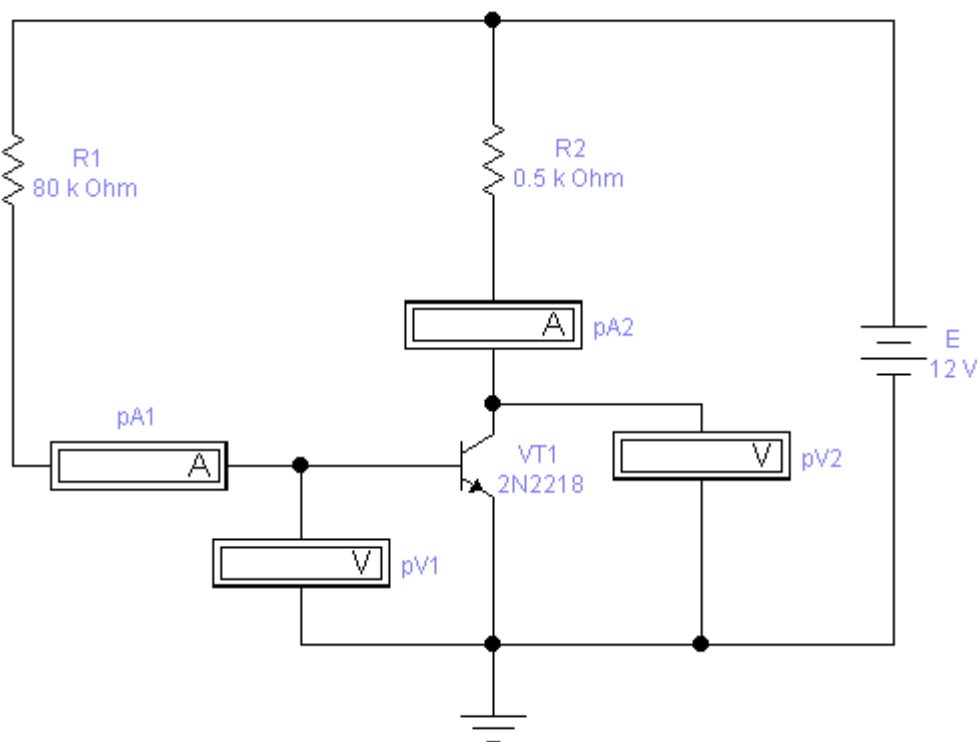 R1
80 k Ohm
R2
0.5 k Ohm
A
pA2
E
12 V
pA1
A
VT1
2N2218
V
pV2
V
pV1